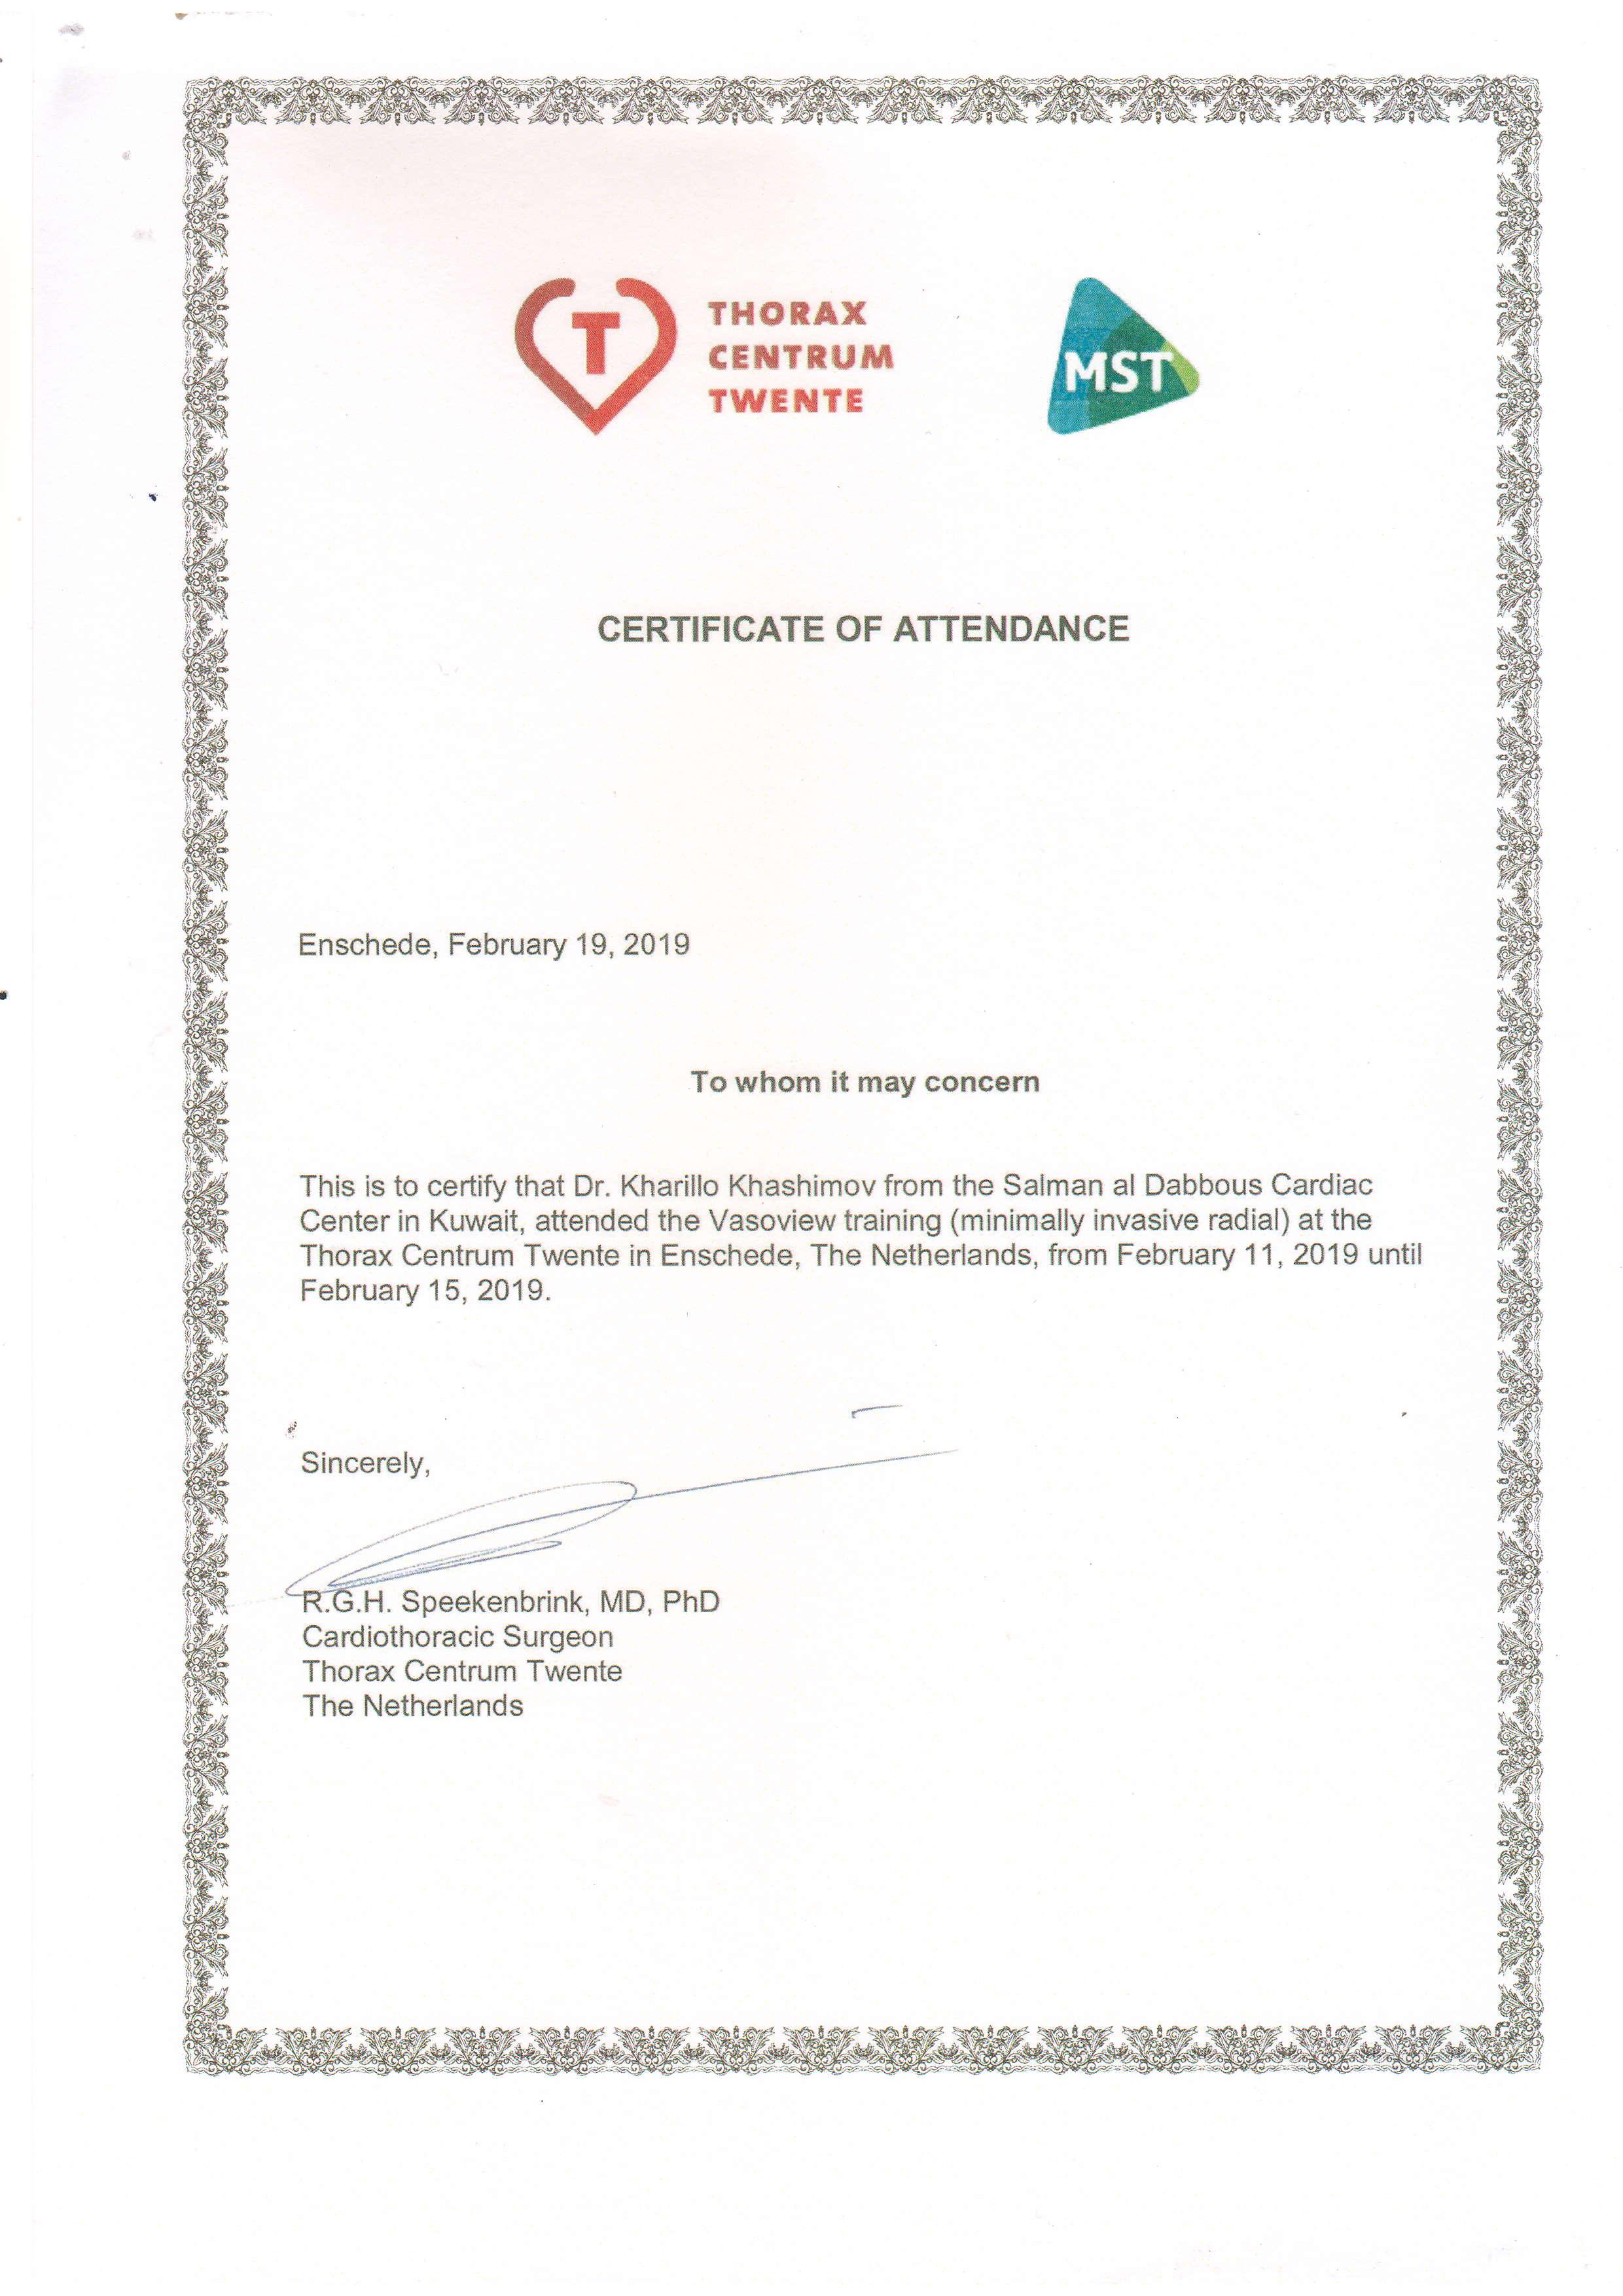 THORAX
CENTRUM
TWENTE
T
MST
CERTIFICATE OF ATTENDANCE
Enschede, February 19, 2019
To whom it may concern
This is to certify that Dr. Kharillo Khashimov from the Salman al Dabbous Cardiac
Center in Kuwait, attended the Vasoview training (minimally invasive radial) at the
Thorax Centrum Twente in Enschede, The Netherlands, from February 11, 2019 until
February 15, 2019.
Sincerely,
R.G.H. Speekenbrink, MD, PhD
Cardiothoracic Surgeon
Thorax Centrum Twente
The Netherlands